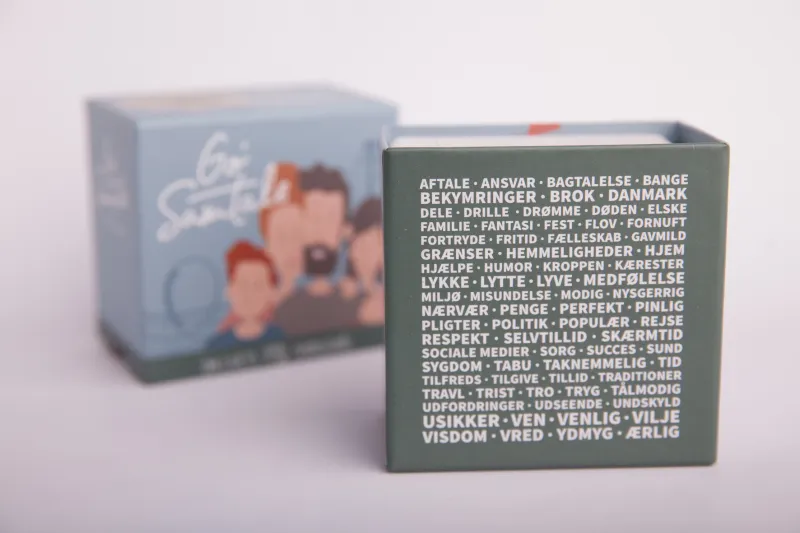 Go'
Samtale
AFTALE · ANSVAR · BAGTALELSE · BANGE
BEKYMRINGER · BROK · DANMARK
DELE · DRILLE · DRØMME · DØDEN · ELSKE
FAMILIE · FANTASI · FEST · FLOV · FORNUFT
FORTRYDE · FRITID · FÆLLESKAB · GAVMILD
GRÆNSER · HEMMELIGHEDER · HJEM
HJÆLPE · HUMOR · KROPPEN · KÆRESTER
LYKKE · LYTTE · LYVE · MEDFØLELSE
MILJØ · MISUNDELSE · MODIG · NYSGERRIG
NÆRVÆR · PENGE · PERFEKT · PINLIG
PLIGTER · POLITIK · POPULÆR · REJSE
RESPEKT · SELVTILLID · SKÆRMTID
SOCIALE MEDIER · SORG · SUCCES · SUND
SYGDOM · TABU · TAKNEMMELIG · TID
TILFREDS · TILGIVE · TILLID · TRADITIONER
TRAVL · TRIST · TRO · TRYG · TÅLMODIG
UDFORDRINGER · UDSEENDE · UNDSKYLD
USIKKER · VEN · VENLIG · VILJE
VISDOM · VRED · YDMYG · ÆRLIG